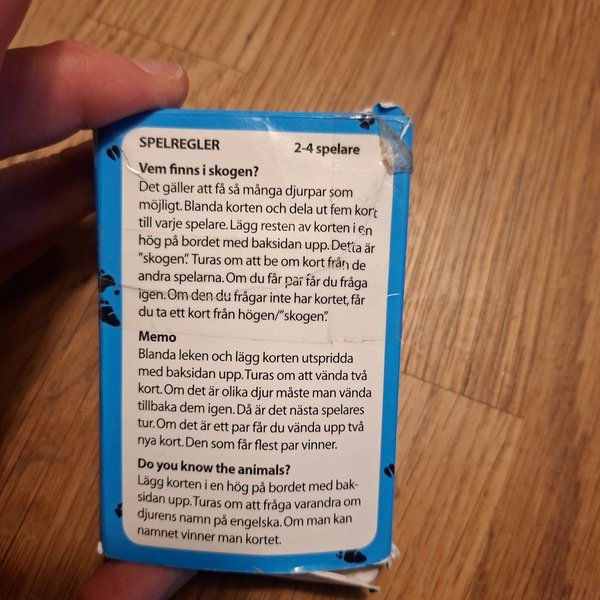 SPELREGLER 2-4 spelare
Vem finns i skogen?
Det gäller att få så många djurpar som
möjligt. Blanda korten och dela ut fem kort
till varje spelare. Lägg resten av korten i en
hög på bordet med baksidan upp. Detta är
"skogen". Turas om att be om kort från de
andra spelarna. Om du får par får du fråga
igen. Om den du frågar inte har kortet, får
du ta ett kort från högen/"skogen".
Memo
Blanda leken och lägg korten utspridda
med baksidan upp. Turas om att vända två
kort. Om det är olika djur måste man vända
tillbaka dem igen. Då är det nästa spelares
tur. Om det är ett par får du vända upp två
nya kort. Den som får flest par vinner.
Do you know the animals?
Lägg korten i en hög på bordet med bak-
sidan upp. Turas om att fråga varandra om
djurens namn på engelska. Om man kan
namnet vinner man kortet.